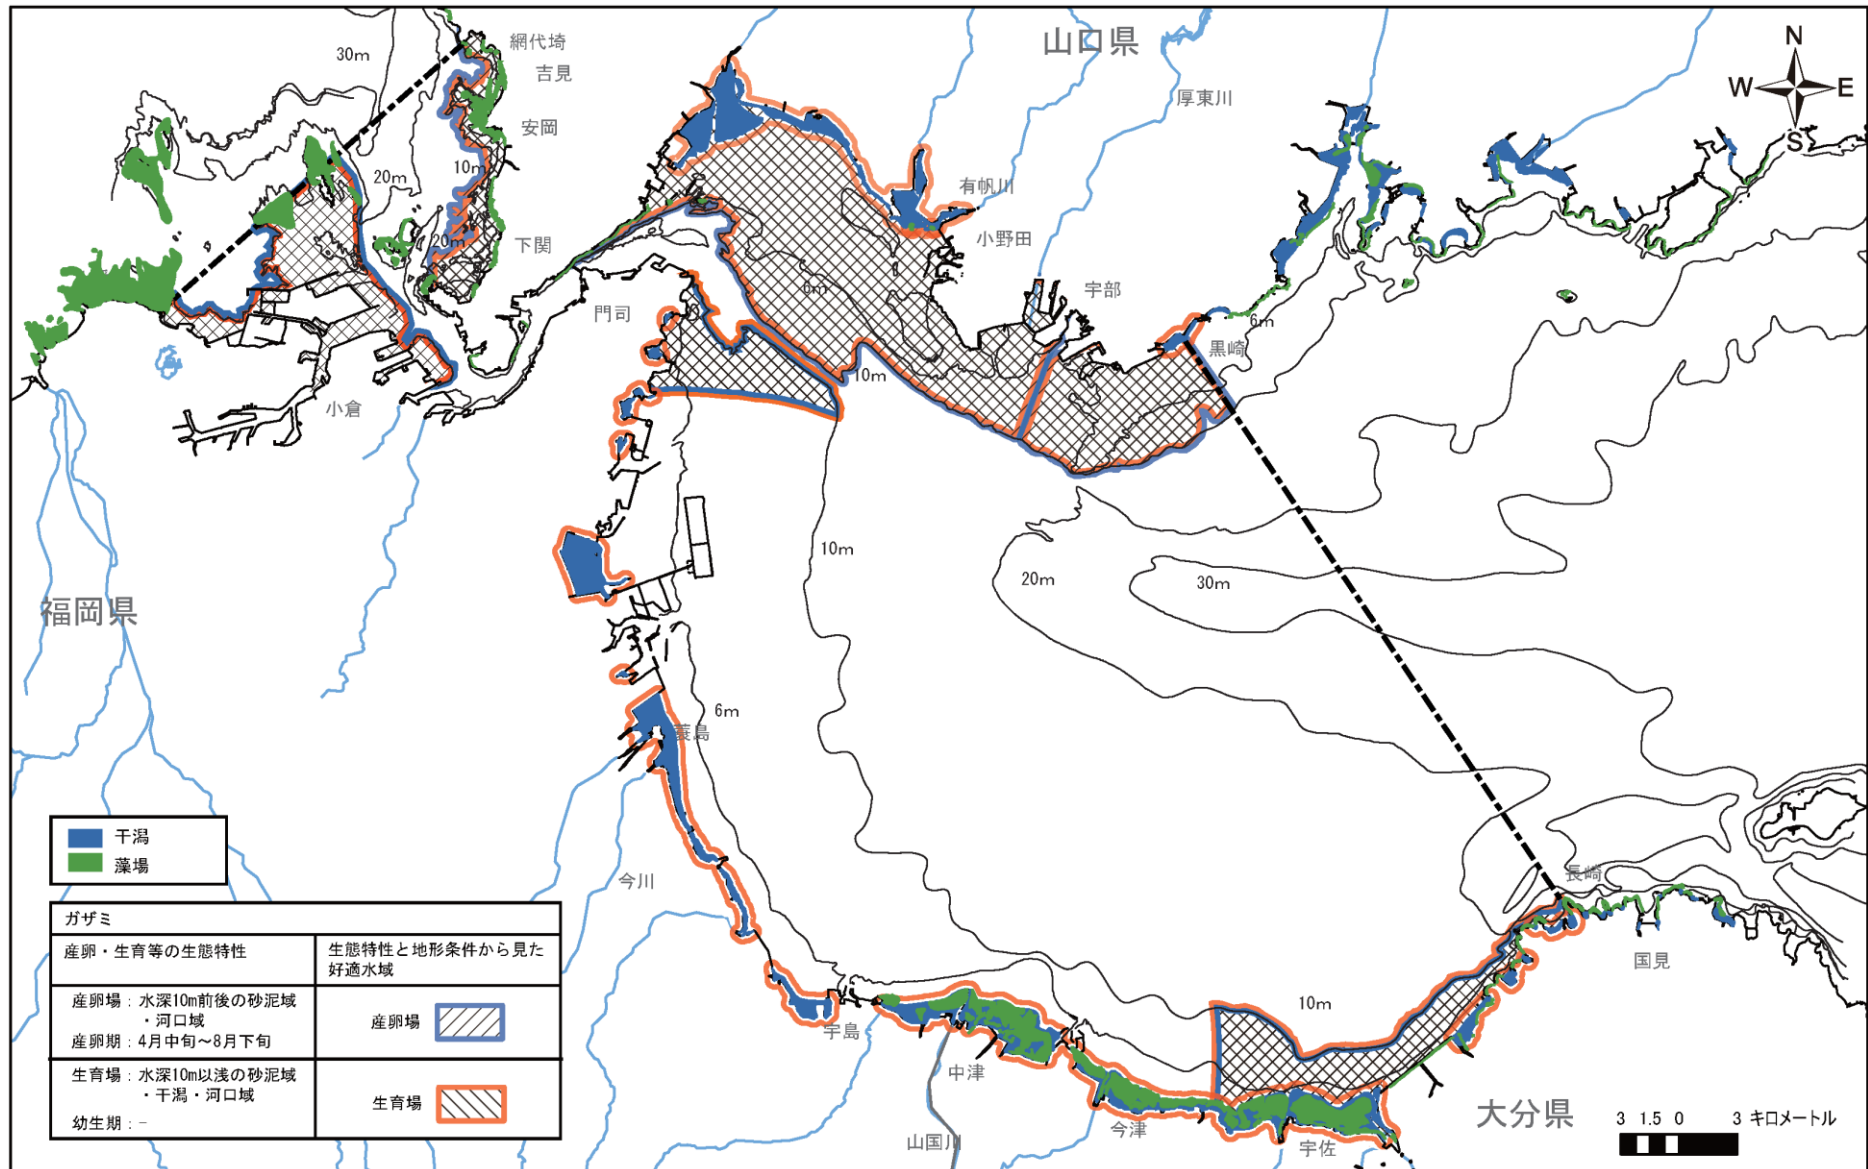 網代埼
吉見
安岡
下関
30m
20m
10m
20m
山口県
厚東川
有帆川
小野田
宇部
黒崎
6m
6m
N
W
E
S
門司
小倉
10m
福岡県
10m
20m
30m
6m
蓑島
今川
宇島
中津
山国川
今津
宇佐
10m
長崎
国見
大分県
干潟
藻場
ガザミ
産卵・生育等の生態特性
生態特性と地形条件から見た
好適水域
産卵場：水深10m前後の砂泥域
・河口域
産卵期：4月中旬～8月下旬
産卵場
生育場：水深10m以浅の砂泥域
・干潟・河口域
幼生期：-
生育場
3 1.5 0 3 キロメートル